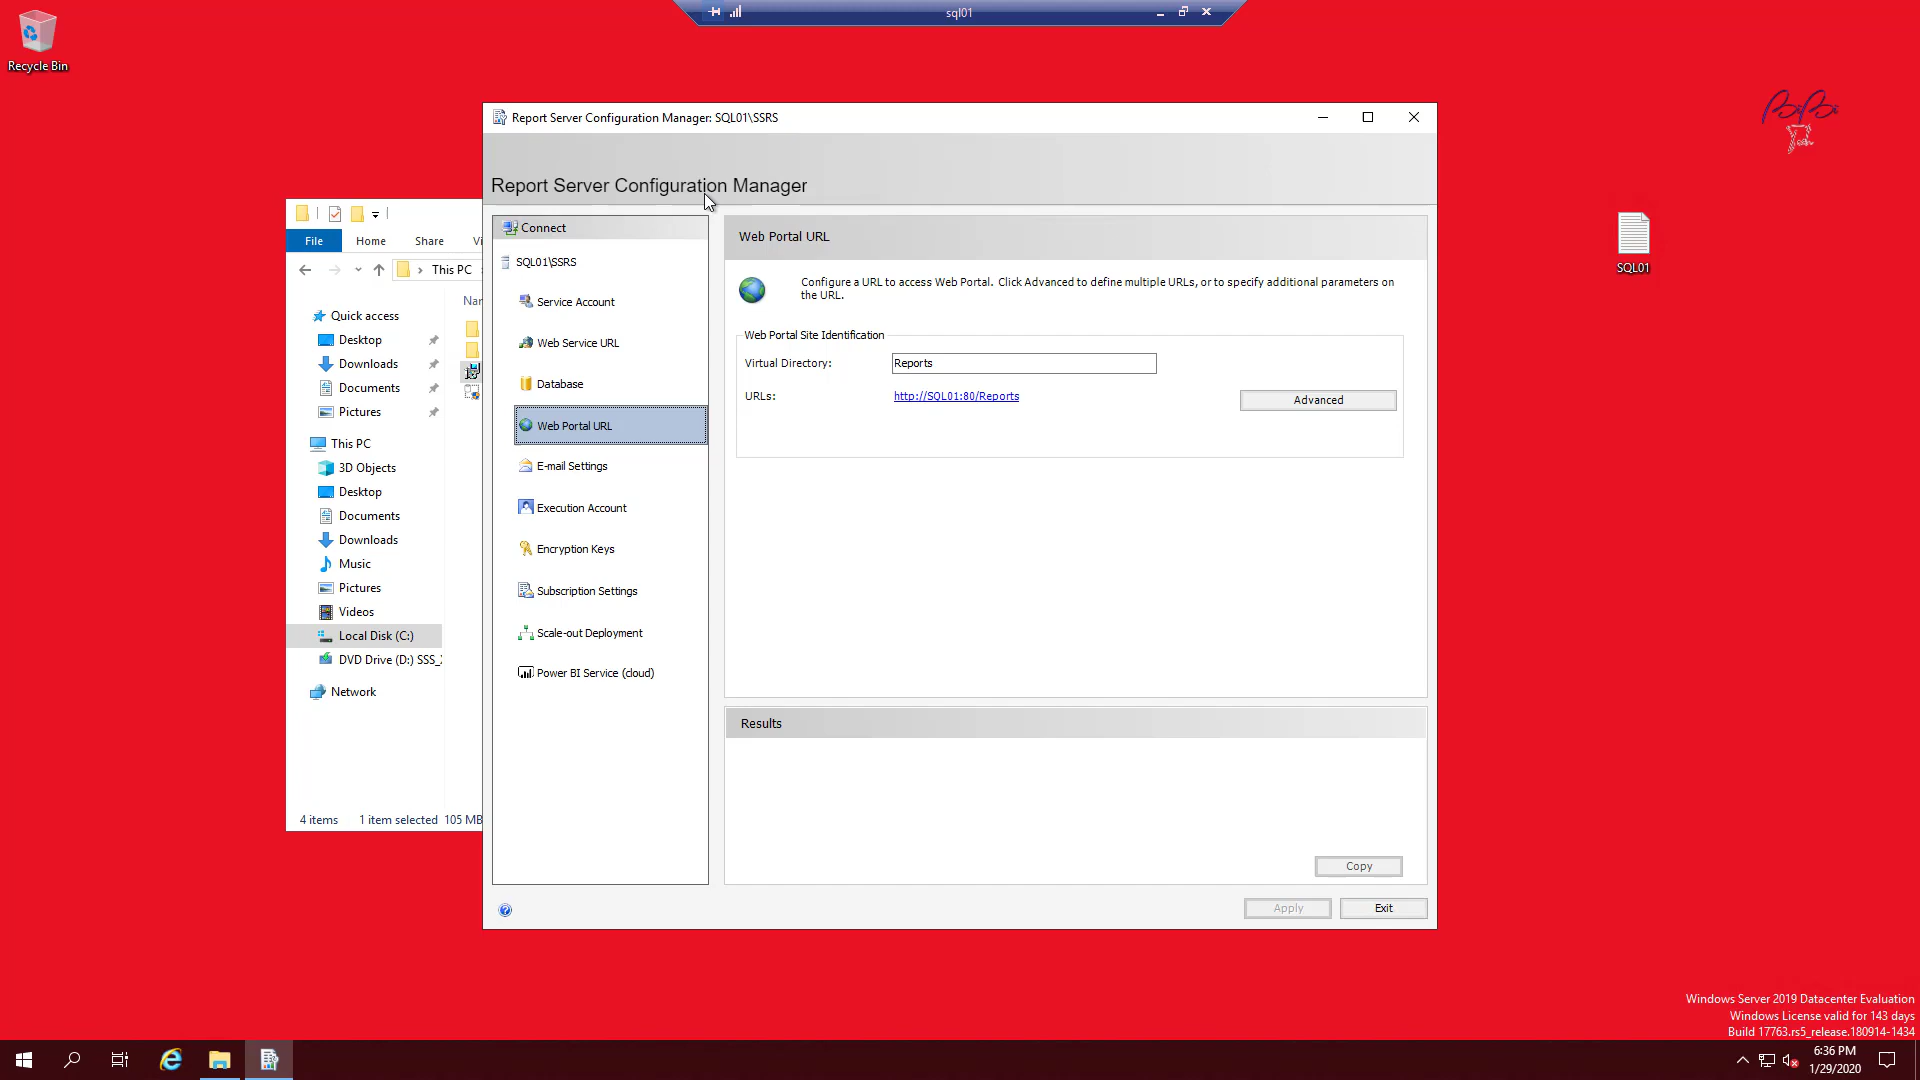 sql01
Recycle Bin
Report Server Configuration Manager: SQL01\SSRS
Report Server Configuration Manager
File
Home
Share
Vi
This PC
Quick access
Desktop
Downloads
Documents
Pictures
This PC
3D Objects
Desktop
Documents
Downloads
Music
Pictures
Videos
Local Disk (C:)
DVD Drive (D:) SSS_X
Network
Nar
4 items
1 item selected 105 MB
Connect
SQL01\SSRS
Service Account
Web Service URL
Database
Web Portal URL
E-mail Settings
Execution Account
Encryption Keys
Subscription Settings
Scale-out Deployment
Power BI Service (cloud)
Web Portal URL
Configure a URL to access Web Portal. Click Advanced to define multiple URLs, or to specify additional parameters on
the URL.
Web Portal Site Identification
Virtual Directory:
Reports
URLs:
http://SQL01:80/Reports
Advanced
Results
Copy
Apply
Exit
SQL01
Windows Server 2019 Datacenter Evaluation
Windows License valid for 143 days
Build 17763.rs5_release.180914-1434
6:36 PM
1/29/2020